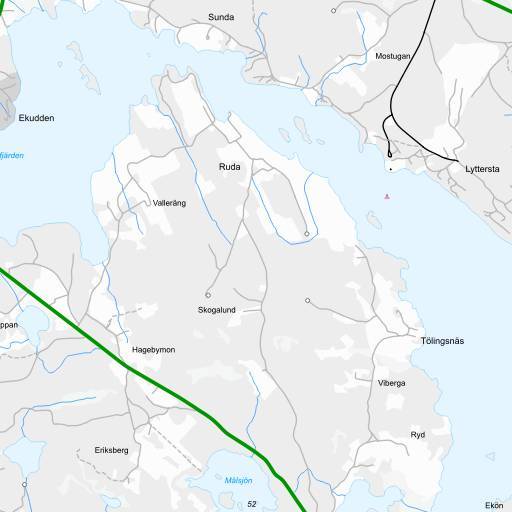 Sunda
Mostugan
Ekudden
fjärden
Ruda
Lyttersta
Valleräng
Skogalund
ppan
Tölingsnäs
Hagebymon
Viberga
Ryd
Eriksberg
Målsjön
52
Ekön